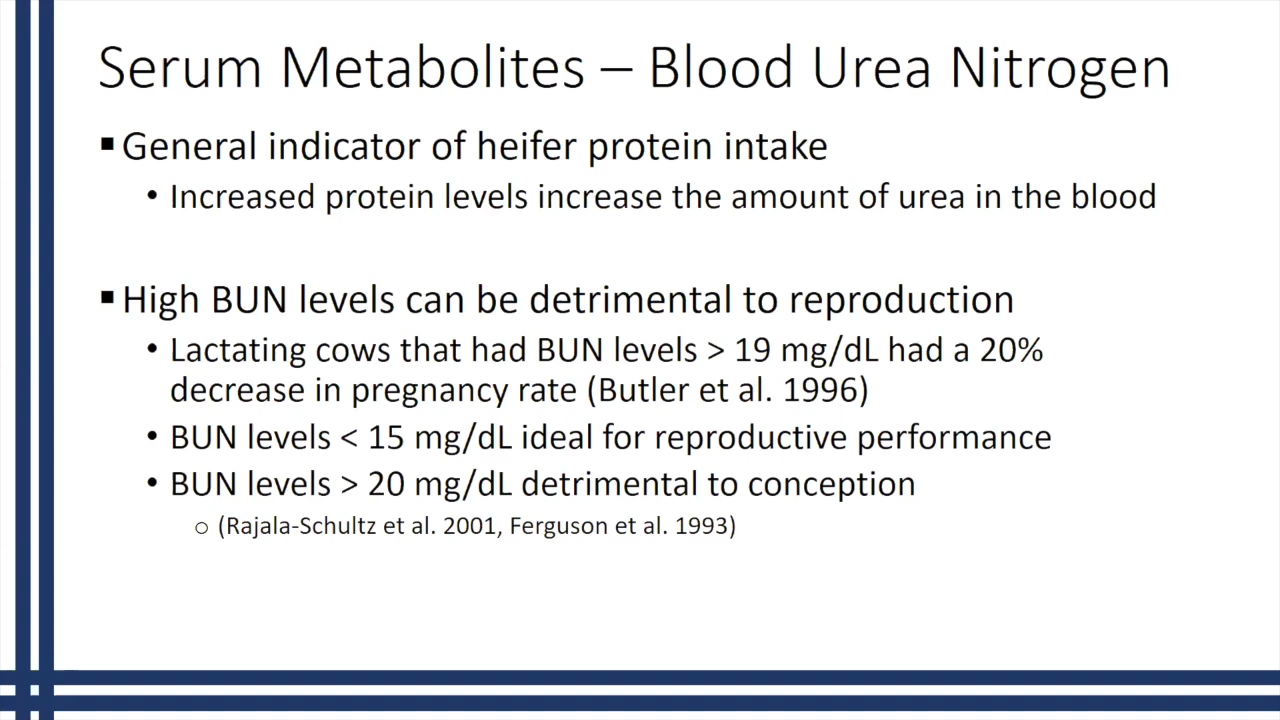 Serum Metabolites – Blood Urea Nitrogen
▪General indicator of heifer protein intake
• Increased protein levels increase the amount of urea in the blood
▪High BUN levels can be detrimental to reproduction
• Lactating cows that had BUN levels > 19 mg/dL had a 20%
decrease in pregnancy rate (Butler et al. 1996)
• BUN levels < 15 mg/dL ideal for reproductive performance
• BUN levels > 20 mg/dL detrimental to conception
o (Rajala-Schultz et al. 2001, Ferguson et al. 1993)